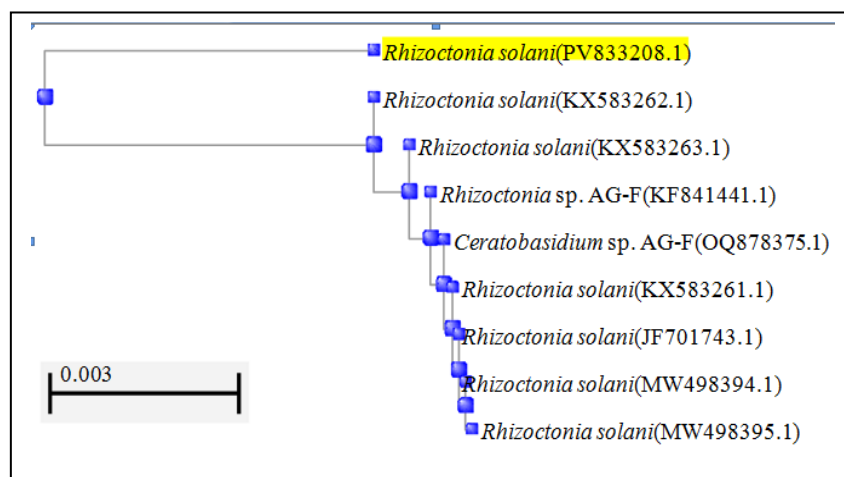 Rhizoctonia solani(PV833208.1)
Rhizoctonia solani(KX583262.1)
Rhizoctonia solani(KX583263.1)
Rhizoctonia sp. AG-F(KF841441.1)
Ceratobasidium sp. AG-F(OQ878375.1)
Rhizoctonia solani(KX583261.1)
Rhizoctonia solani(JF701743.1)
Rhizoctonia solani(MW498394.1)
Rhizoctonia solani(MW498395.1)
0.003